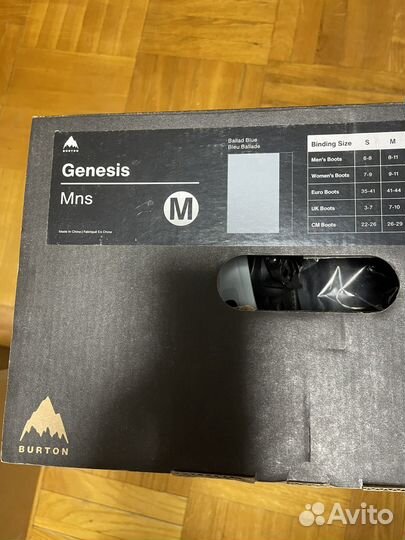 BURTON
Genesis
Mns
M
Made in China | Fabriqué En Chine
Ballad Blue
Bleu Ballade
Binding Size S M
Men's Boots 6-8 8-11
Women's Boots 7-9 9-11
Euro Boots 35-41 41-44
UK Boots 3-7 7-10
CM Boots 22-26 26-29
BURTON
Avito